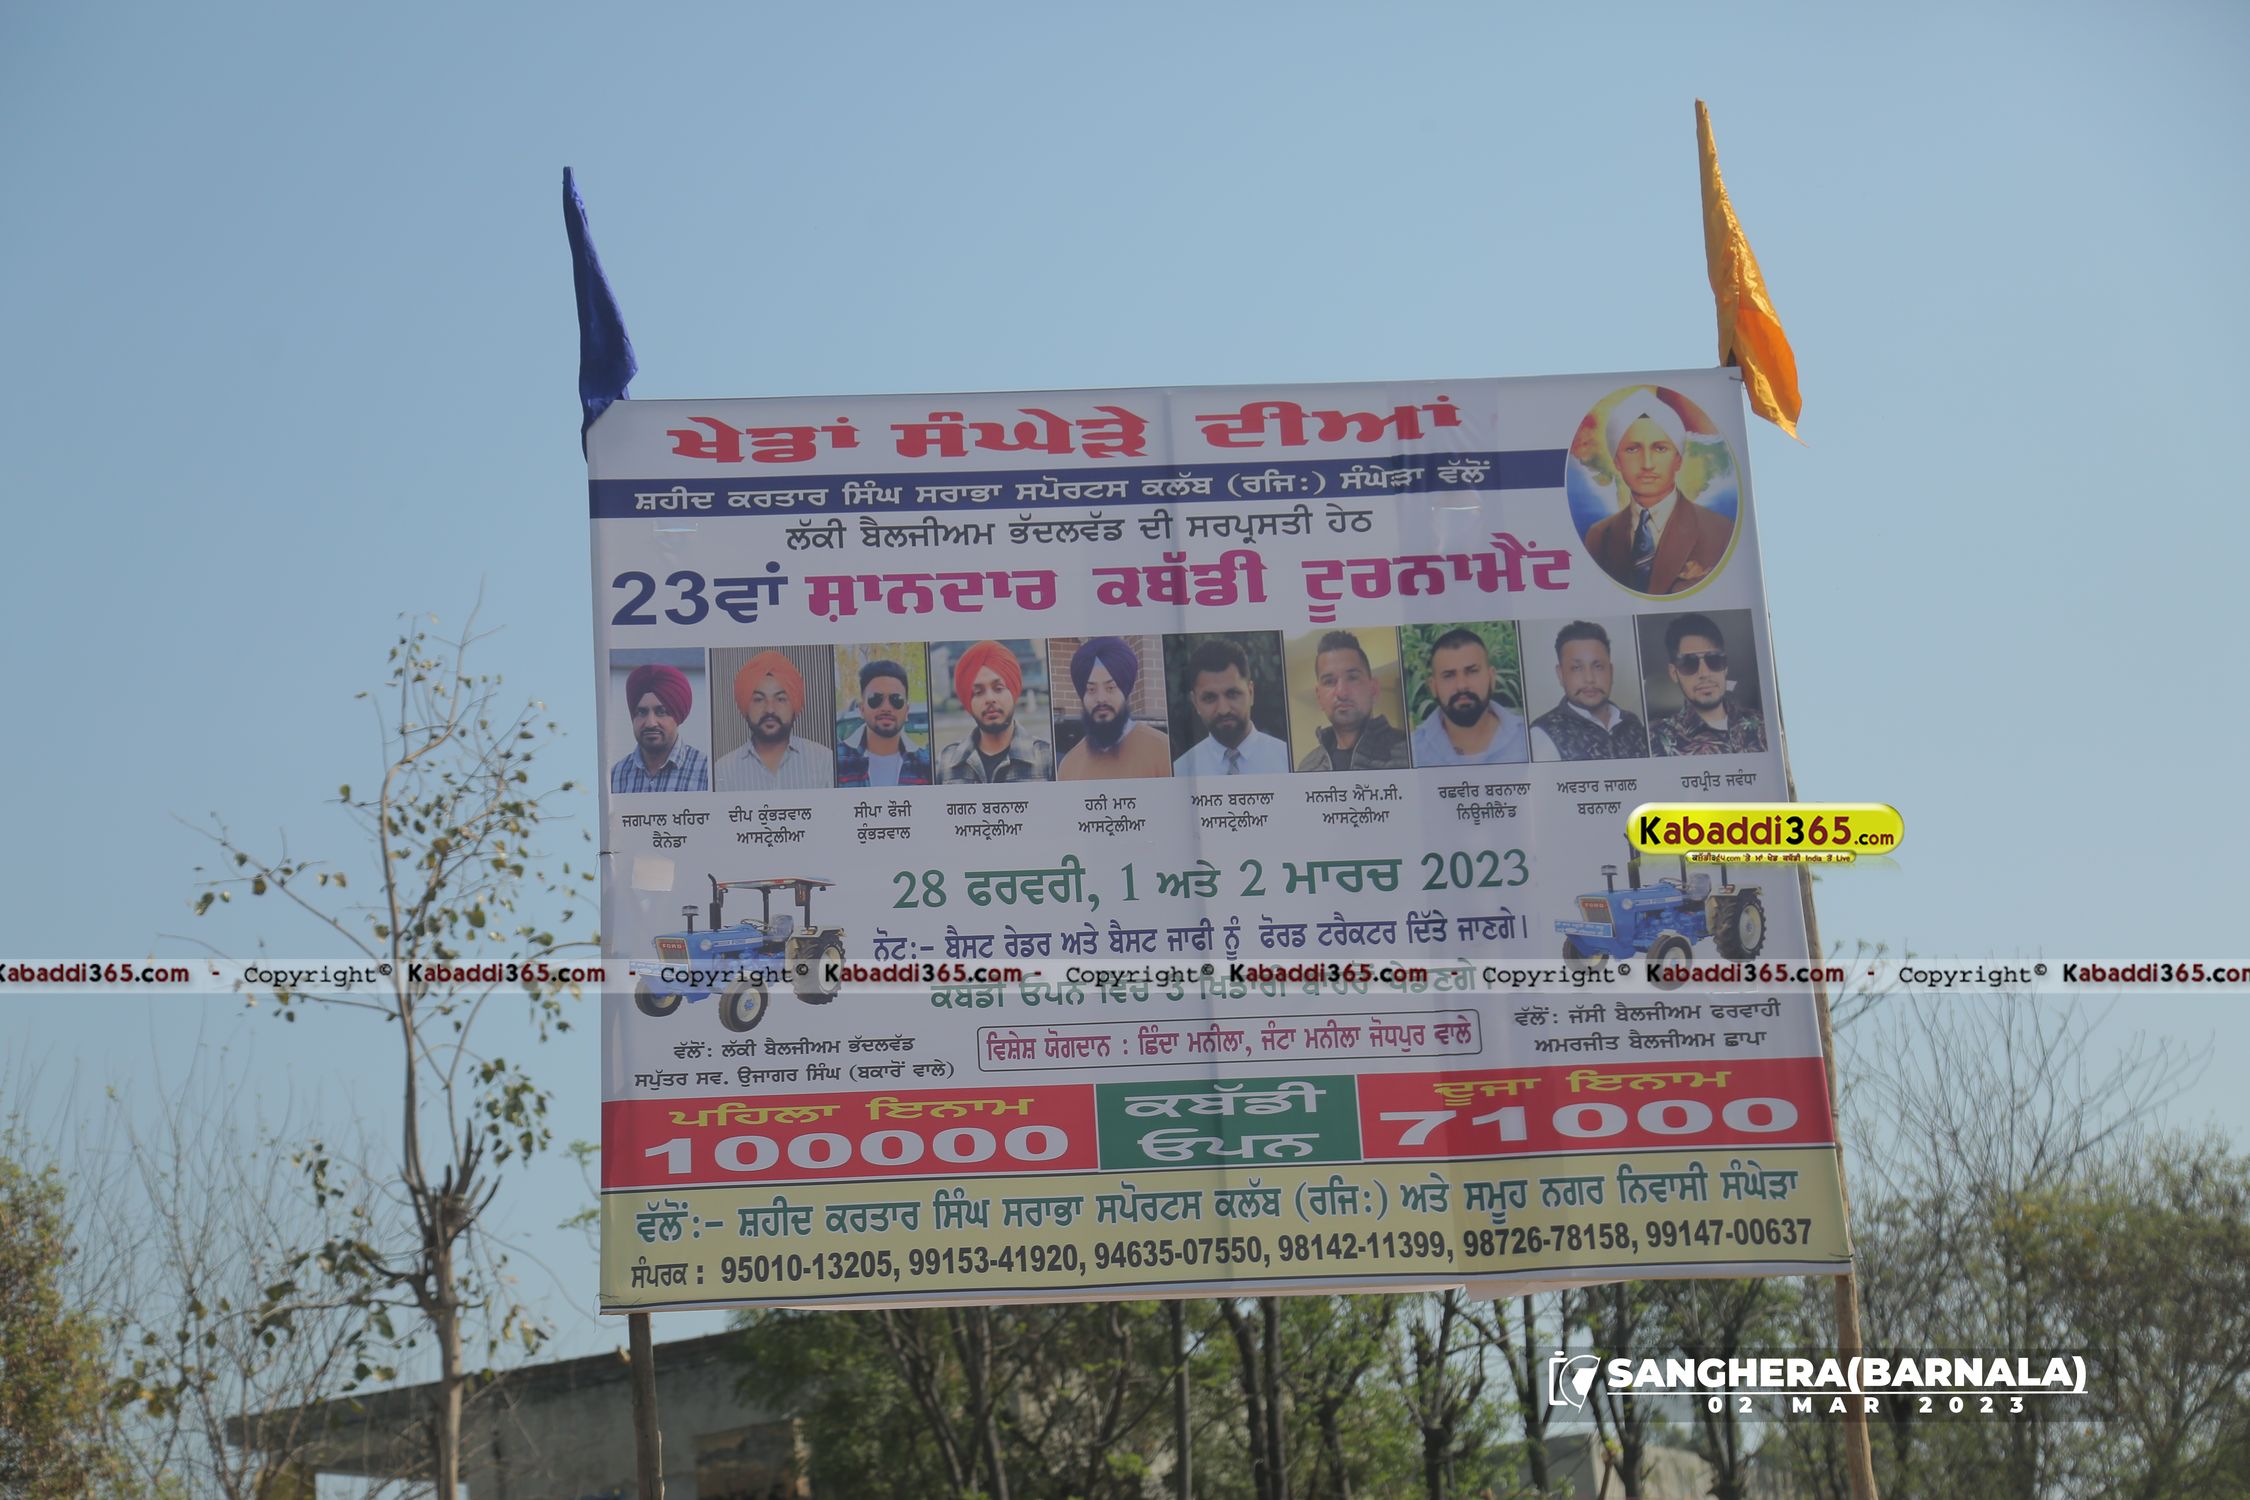 ਖੇਡਾਂ ਸੰਘੇੜੇ ਦੀਆਂ
ਸ਼ਹੀਦ ਕਰਤਾਰ ਸਿੰਘ ਸਰਾਭਾ ਸਪੋਰਟਸ ਕਲੱਬ (ਰਜਿ:) ਸੰਘੇੜਾ ਵੱਲੋਂ
ਲੱਕੀ ਬੈਲਜੀਅਮ ਭੱਦਲਵੱਡ ਦੀ ਸਰਪ੍ਰਸਤੀ ਹੇਠ
23ਵਾਂ ਸ਼ਾਨਦਾਰ ਕਬੱਡੀ ਟੂਰਨਾਮੈਂਟ
ਜਗਪਾਲ ਖਹਿਰਾ
ਕੈਨੇਡਾ
ਦੀਪ ਕੁੰਭੜਵਾਲ
ਆਸਟ੍ਰੇਲੀਆ
ਸੀਪਾ ਫੌਜੀ
ਕੁੰਭੜਵਾਲ
ਗਗਨ ਬਰਨਾਲਾ
ਆਸਟ੍ਰੇਲੀਆ
ਹਨੀ ਮਾਨ
ਆਸਟ੍ਰੇਲੀਆ
ਅਮਨ ਬਰਨਾਲਾ
ਆਸਟ੍ਰੇਲੀਆ
ਮਨਜੀਤ ਐੱਮ.ਸੀ.
ਆਸਟ੍ਰੇਲੀਆ
ਰਛਵੀਰ ਬਰਨਾਲਾ
ਨਿਊਜੀਲੈਂਡ
ਅਵਤਾਰ ਜਾਗਲ
ਬਰਨਾਲਾ
ਹਰਪ੍ਰੀਤ ਜਵੰਧਾ
Kabaddi365.com
28 ਫਰਵਰੀ, 1 ਅਤੇ 2 ਮਾਰਚ 2023
ਨੋਟ:- ਬੈਸਟ ਰੇਡਰ ਅਤੇ ਬੈਸਟ ਜਾਫੀ ਨੂੰ ਫੋਰਡ ਟਰੈਕਟਰ ਦਿੱਤੇ ਜਾਣਗੇ।
Kabaddi365.com - Copyright© Kabaddi365.com - Copyright© Kabaddi365.com - Copyright© Kabaddi365.com - Copyright© Kabaddi365.com - Copyright© Kabaddi365.com
ਕਬੱਡੀ ਓਪਨ ਵਿੱਚ 3 ਖਿਡਾਰੀ ਬਾਹਰੋਂ ਖੇਡਣਗੇ
ਵੱਲੋਂ: ਲੱਕੀ ਬੈਲਜੀਅਮ ਭੱਦਲਵੱਡ
ਸਪੁੱਤਰ ਸਵ. ਉਜਾਗਰ ਸਿੰਘ (ਬਕਾਰੋਂ ਵਾਲੇ)
ਵਿਸ਼ੇਸ਼ ਯੋਗਦਾਨ : ਛਿੰਦਾ ਮਨੀਲਾ, ਜੰਟਾ ਮਨੀਲਾ ਜੋਧਪੁਰ ਵਾਲੇ
ਵੱਲੋਂ: ਜੱਸੀ ਬੈਲਜੀਅਮ ਫਰਵਾਹੀ
ਅਮਰਜੀਤ ਬੈਲਜੀਅਮ ਛਾਪਾ
ਪਹਿਲਾ ਇਨਾਮ
100000
ਕਬੱਡੀ
ਓਪਨ
ਦੂਜਾ ਇਨਾਮ
71000
ਵੱਲੋਂ:- ਸ਼ਹੀਦ ਕਰਤਾਰ ਸਿੰਘ ਸਰਾਭਾ ਸਪੋਰਟਸ ਕਲੱਬ (ਰਜਿ:) ਅਤੇ ਸਮੂਹ ਨਗਰ ਨਿਵਾਸੀ ਸੰਘੇੜਾ
ਸੰਪਰਕ : 95010-13205, 99153-41920, 94635-07550, 98142-11399, 98726-78158, 99147-00637
SANGHERA(BARNALA)
02 MAR 2023